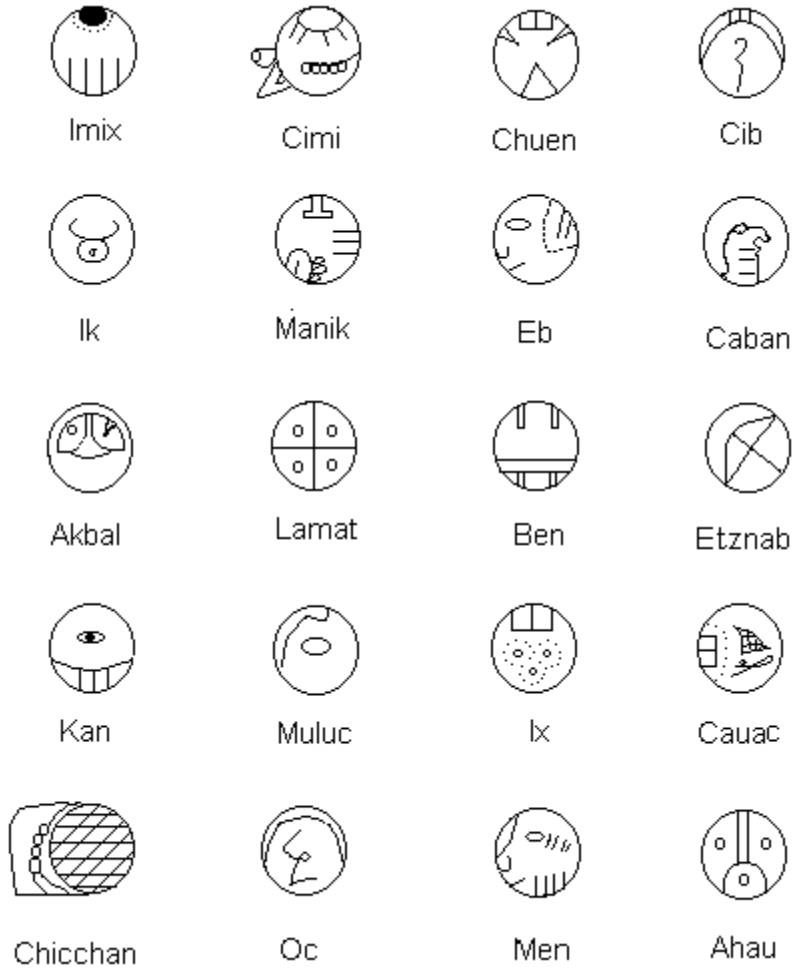 Imix Cimi Chuen Cib
Ik Manik Eb Caban
Akbal Lamat Ben Etznab
Kan Muluc Ix Cauac
Chicchan Oc Men Ahau